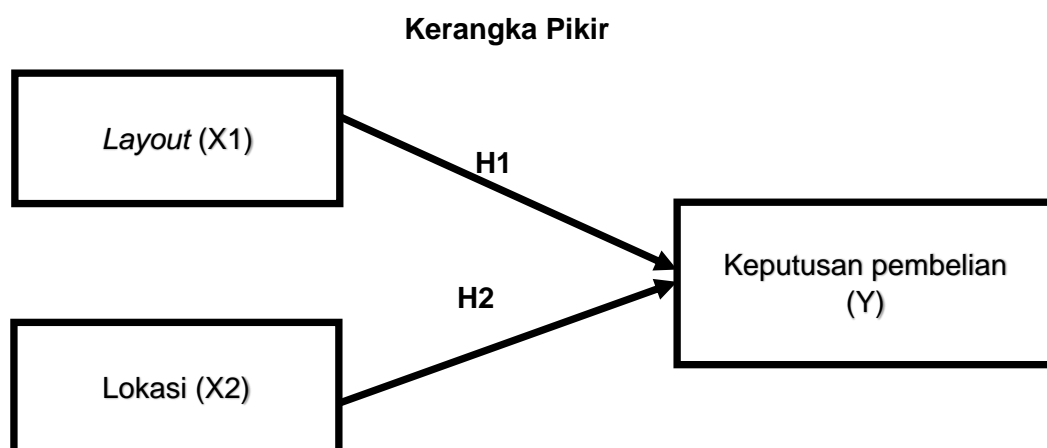 Kerangka Pikir
Layout (X1)
H1
Keputusan pembelian
(Y)
H2
Lokasi (X2)